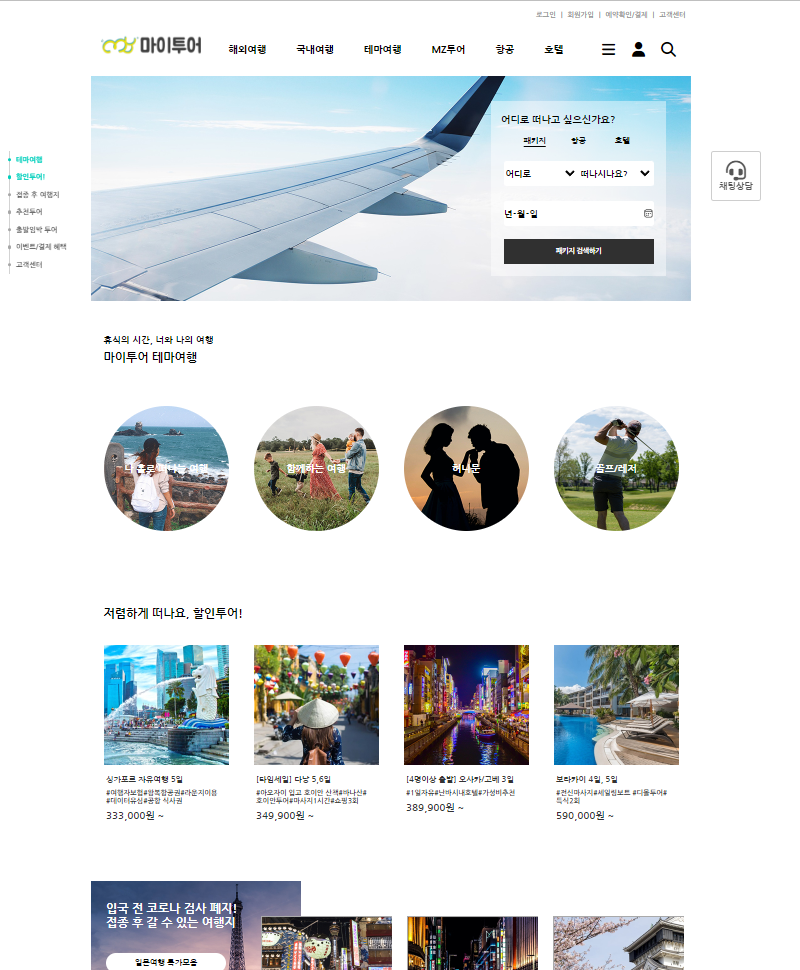 로그인 | 회원가입 | 예약확인/결제 | 고객센터
my 마이투어
해외여행 국내여행 테마여행 MZ투어 항공 호텔
어디로 떠나고 싶으신가요?
패키지 항공 호텔
어디로 떠나시나요?
년-월-일
패키지 검색하기
테마여행
할인투어!
접종 후 여행지
추천투어
출발임박 투어
이벤트/결제 혜택
고객센터
채팅상담
휴식의 시간, 너와 나의 여행
마이투어 테마여행
나 홀로 떠나는 여행
함께하는 여행
허니문
골프/레저
저렴하게 떠나요, 할인투어!
싱가포르 자유여행 5일
#여행자보험#왕복항공권#라운지이용
#데이터유심#공항 식사권
333,000원 ~
[타임세일] 다낭 5,6일
#아오자이 입고 호이안 산책#바나산#
호이안투어#마사지1시간#쇼핑3회
349,900원 ~
[4명이상 출발] 오사카/고베 3일
#1일자유#난바시내호텔#가성비추천
389,900원 ~
보라카이 4일, 5일
#전신마사지#세일링보트 #디몰투어#
특식2회
590,000원 ~
입국 전 코로나 검사 폐지!
접종 후 갈 수 있는 여행지
일본여행 특가모음